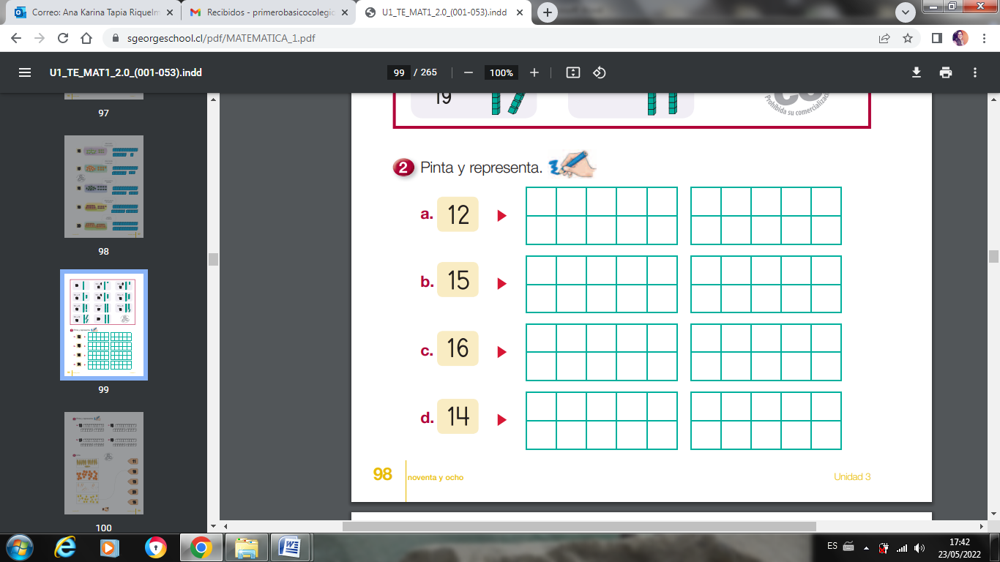 Correo: Ana Karina Tapia Riquelm
Recibidos - primerobasicocolegic
U1_TE_MAT1_2.0_(001-053).indd
sgeorgeschool.cl/pdf/MATEMATICA_1.pdf
U1_TE_MAT1_2.0_(001-053).indd
99 / 265
100%
97
98
99
100
19
Prohibida su comercializac
2 Pinta y representa.
a. 12
b. 15
c. 16
d. 14
98 noventa y ocho
Unidad 3
ES
17:42
23/05/2022